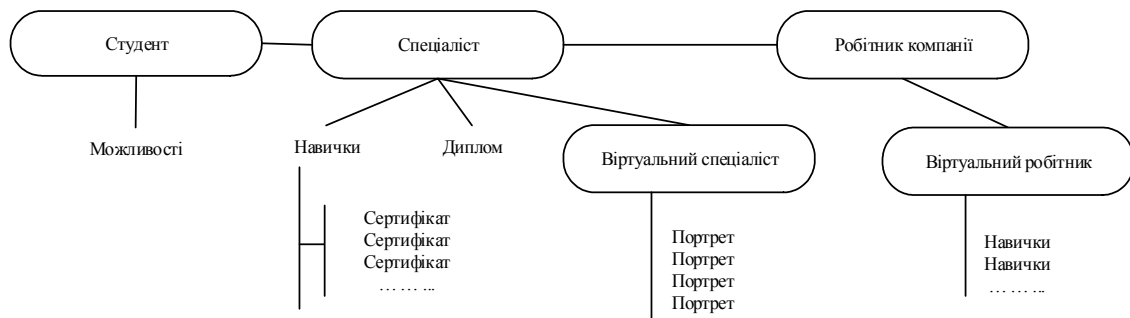 Студент
Спеціаліст
Робітник компанії
Можливості
Навички
Диплом
Віртуальний спеціаліст
Віртуальний робітник
Сертифікат
Сертифікат
Сертифікат
… … ...
Портрет
Портрет
Портрет
Портрет
Навички
Навички
… … ...